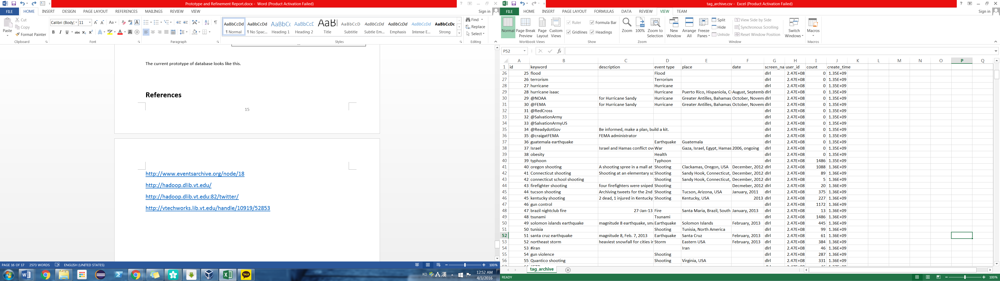 Prototype and Refinement Report.docx - Word (Product Activation Failed)
FILE HOME INSERT DESIGN PAGE LAYOUT REFERENCES MAILINGS REVIEW VIEW Sign in
Paste Cut Copy Format Painter Clipboard
Calibri (Body) 11 Font
Paragraph
AaBbCcDd ¶ Normal
AaBbCcDd ¶ No Spac...
AaBbC( Heading 1
AaBbCcD Heading 2
AaB Title
AaBbCcD Subtitle
AaBbCcDd Subtle Em...
AaBbCcDd Emphasis
AaBbCcDd Intense E...
AaBbCcDc Strong
Styles
Find Replace Select Editing
...
The current prototype of database looks like this.
References
15
http://www.eventsarchive.org/node/18
http://hadoop.dlib.vt.edu/
http://hadoop.dlib.vt.edu:82/twitter/
http://vtechworks.lib.vt.edu/handle/10919/52853
PAGE 16 OF 17 2573 WORDS ENGLISH (UNITED STATES) 100%
TALK KO A 漢 12:52 AM
4/3/2016
tag_archive.csv - Excel (Product Activation Failed)
FILE HOME INSERT PAGE LAYOUT FORMULAS DATA REVIEW VIEW TEAM Sign in
Normal Page Break Preview Page Layout Custom Views Workbook Views
Ruler Formula Bar Gridlines Headings Show
Zoom 100% Zoom to Selection Zoom
New Window Arrange All Freeze Panes Split Hide Unhide View Side by Side Synchronous Scrolling Reset Window Position Switch Windows Window
Macros Macros
P52 fx
A B C D E F G H I J K L M N O P Q
1 id keyword description event type place date screen_na user_id count create_time
26 25 flood Flood dlrl 2.47E+08 0 1.35E+09
27 26 terrorism Terrorism dlrl 2.47E+08 0 1.35E+09
28 27 hurricane Hurricane dlrl 2.47E+08 0 1.35E+09
29 28 hurricane isaac Hurricane Puerto Rico, Hispaniola, C August, Septemb dlrl 2.47E+08 0 1.35E+09
30 29 @NOAA for Hurricane Sandy Hurricane Greater Antilles, Bahamas October, Novem dlrl 2.47E+08 0 1.35E+09
31 30 @FEMA for Hurricane Sandy Hurricane Greater Antilles, Bahamas October, Novem dlrl 2.47E+08 0 1.35E+09
32 31 @RedCross dlrl 2.47E+08 0 1.35E+09
33 32 @SalvationArmy dlrl 2.47E+08 0 1.35E+09
34 33 @SalvationArmyUS dlrl 2.47E+08 0 1.35E+09
35 34 @ReadydotGov Be informed, make a plan, build a kit. dlrl 2.47E+08 0 1.35E+09
36 35 @craigatFEMA FEMA administrator dlrl 2.47E+08 0 1.35E+09
37 36 guatemala earthquake Earthquake Guatemala dlrl 2.47E+08 0 1.35E+09
38 37 Israel Israel and Hamas conflict ov War Gaza, Israel, Egypt, Hamas 2006, ongoing dlrl 2.47E+08 0 1.35E+09
39 38 obesity Health dlrl 2.47E+08 0 1.35E+09
40 39 typhoon Typhoon dlrl 2.47E+08 1486 1.35E+09
41 40 oregon shooting A shooting spree in a mall at Shooting Clackamas, Oregon, USA December, 2012 dlrl 2.47E+08 1088 1.36E+09
42 41 Connecticut shooting Shooting at an elementary sc Shooting Sandy Hook, Connecticut, December, 2012 dlrl 2.47E+08 89 1.36E+09
43 42 connecticut school shooting Shooting Sandy Hook, Connecticut, December, 2012 dlrl 2.47E+08 5 1.36E+09
44 43 firefighter shooting four firefighters were sniped Shooting Decmeber, 2012 dlrl 2.47E+08 20 1.36E+09
45 44 tucson shooting Archiving tweets for the 2nd Shooting Tucson, Arizona, USA January, 2011 dlrl 2.47E+08 375 1.36E+09
46 45 kentucky shooting 2 dead, 1 injured in Kentucky Shooting Kentucky, USA 2013 dlrl 2.47E+08 227 1.36E+09
47 46 gun control dlrl 2.47E+08 1172 1.36E+09
48 47 brazil nightclub fire 27-Jan-13 Fire Santa Maria, Brazil, South January, 2013 dlrl 2.47E+08 13 1.36E+09
49 48 tsunami Tsunami dlrl 2.47E+08 1486 1.36E+09
50 49 solomon islands earthquake magnitude 8 earthquake, sma Earthquake Solomon Islands February, 2013 dlrl 2.47E+08 445 1.36E+09
51 50 tunisia Shooting Tunisia, North America dlrl 2.47E+08 99 1.36E+09
52 51 santa cruz earthquake magnitude 8, Feb. 7, 2013 Earthquake Santa Cruz February, 2013 dlrl 2.47E+08 61 1.36E+09
53 52 northeast storm heaviest snowfall for cities in Storm Eastern USA February, 2013 dlrl 2.47E+08 384 1.36E+09
54 53 #iran Iran dlrl 2.47E+08 46 1.36E+09
55 54 gun violence Shooting dlrl 2.47E+08 287 1.36E+09
56 55 Quantico shooting Shooting Virginia, USA dlrl 2.47E+08 331 1.36E+09
tag_archive
READY 100%